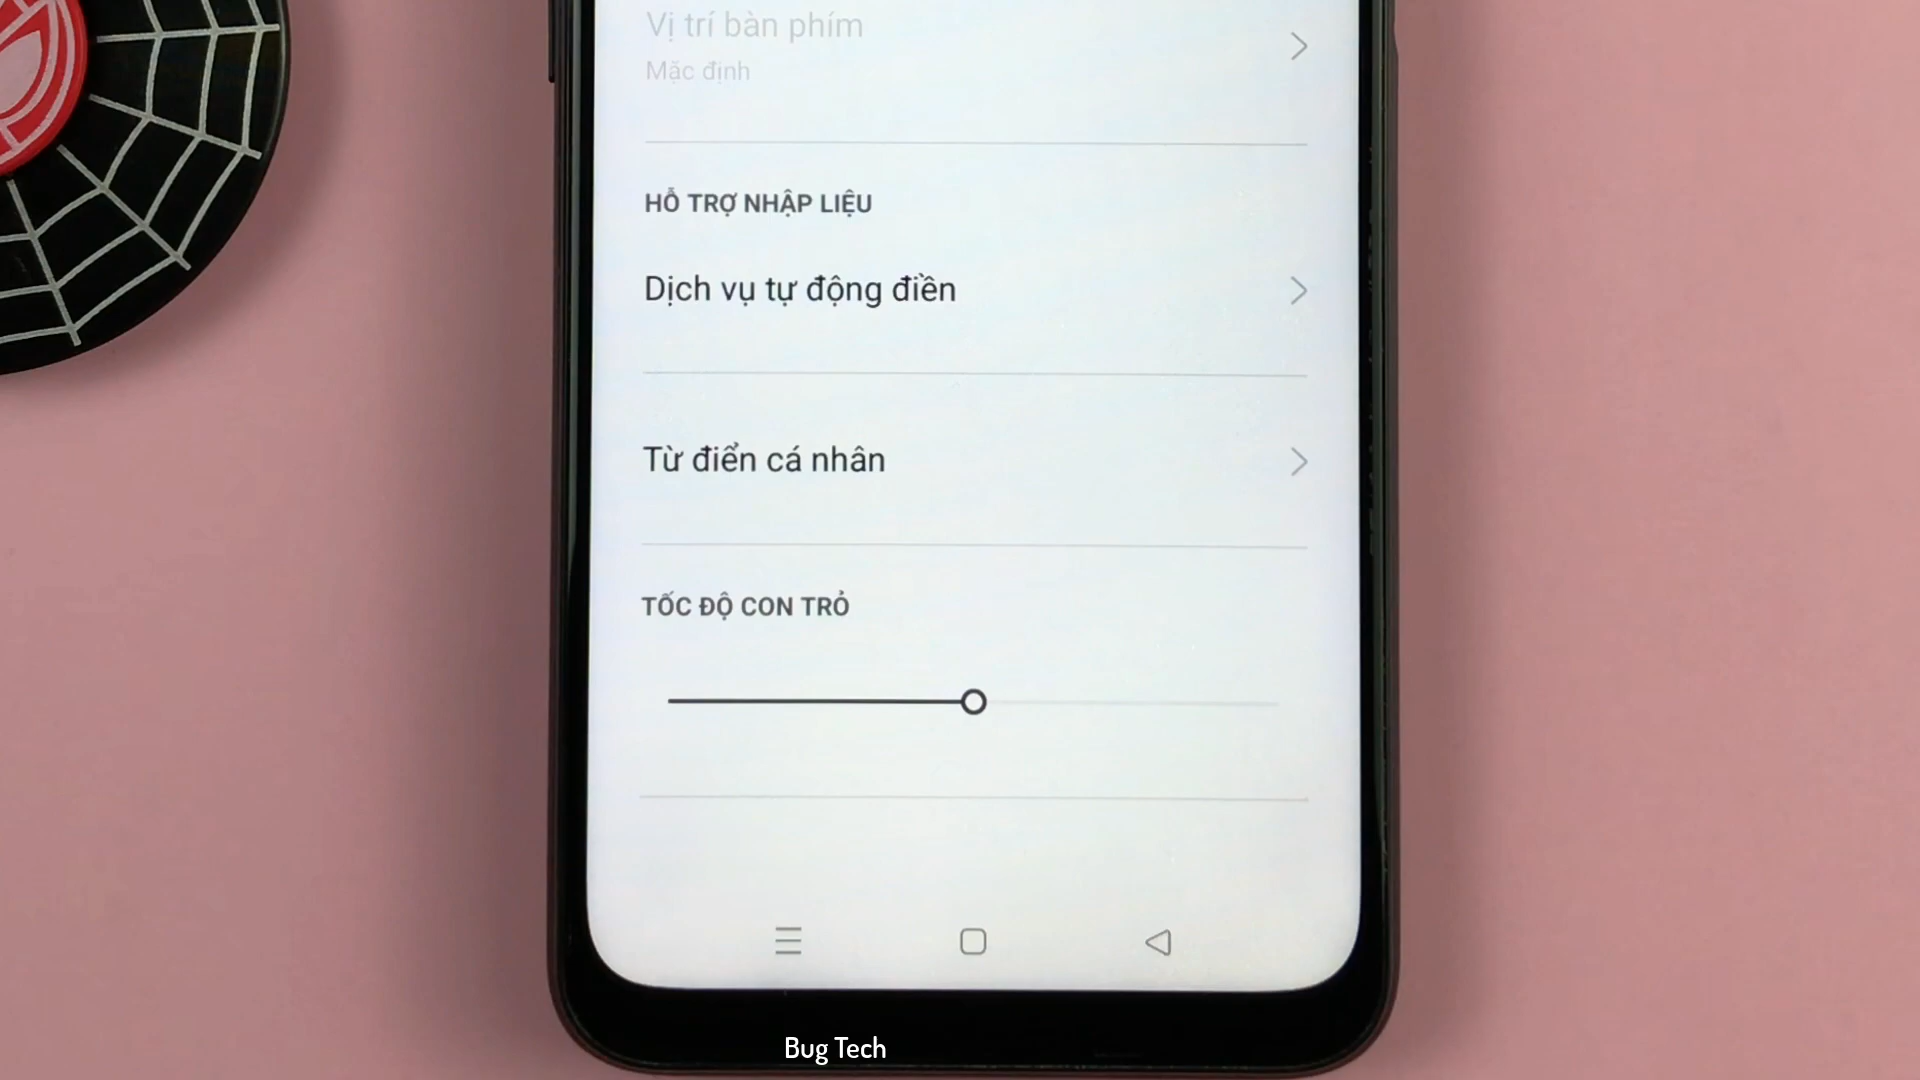 Vị trí bàn phím
Mặc định
HỖ TRỢ NHẬP LIỆU
Dịch vụ tự động điền
Từ điển cá nhân
TỐC ĐỘ CON TRỎ
Bug Tech